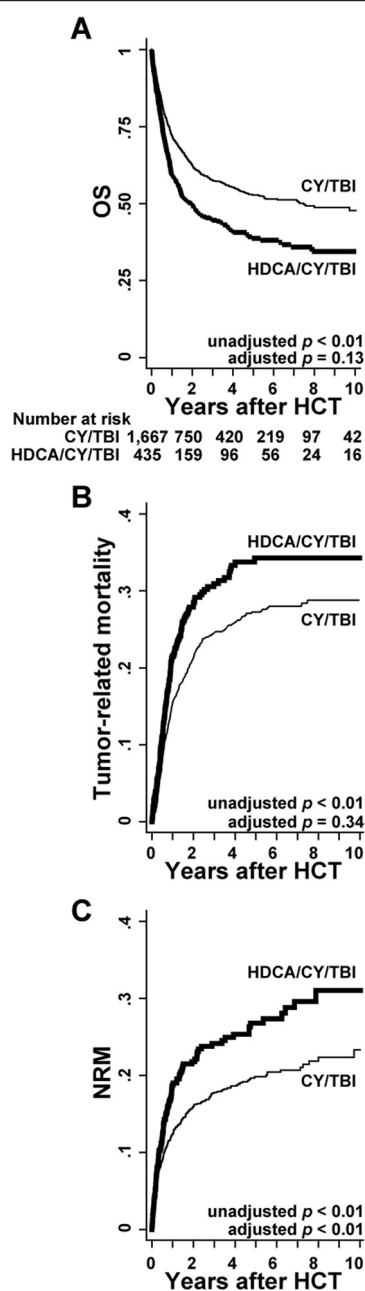 A
1
.75
.50
.25
0
OS
CY/TBI
HDCA/CY/TBI
unadjusted p < 0.01
adjusted p = 0.13
0 2 4 6 8 10
Years after HCT
Number at risk
CY/TBI 1,667 750 420 219 97 42
HDCA/CY/TBI 435 159 96 56 24 16
B
.4
.3
.2
.1
0
Tumor-related mortality
HDCA/CY/TBI
CY/TBI
unadjusted p < 0.01
adjusted p = 0.34
0 2 4 6 8 10
Years after HCT
C
.4
.3
.2
.1
0
NRM
HDCA/CY/TBI
CY/TBI
unadjusted p < 0.01
adjusted p < 0.01
0 2 4 6 8 10
Years after HCT